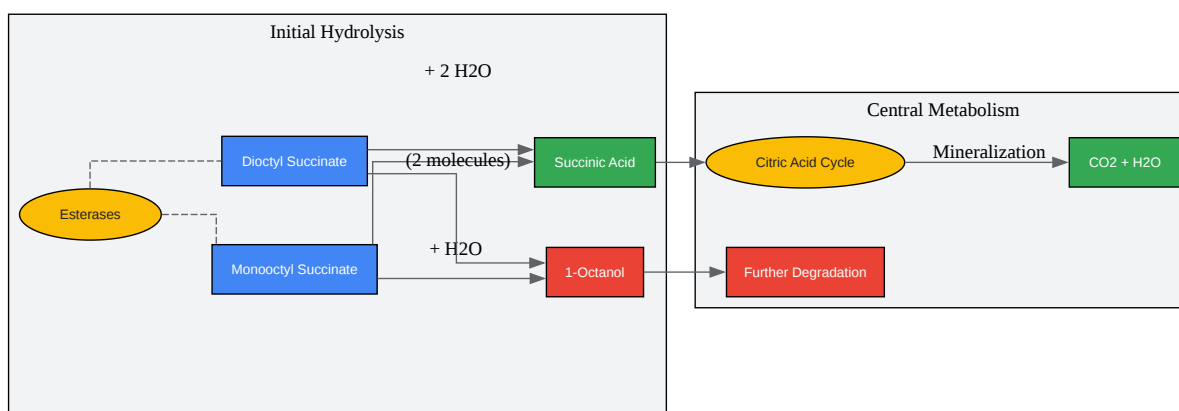 Initial Hydrolysis
+ 2 H2O
Central Metabolism
Dioctyl Succinate
(2 molecules)
Succinic Acid
Citric Acid Cycle
Mineralization
CO2 + H2O
Esterases
+ H2O
Monooctyl Succinate
1-Octanol
Further Degradation